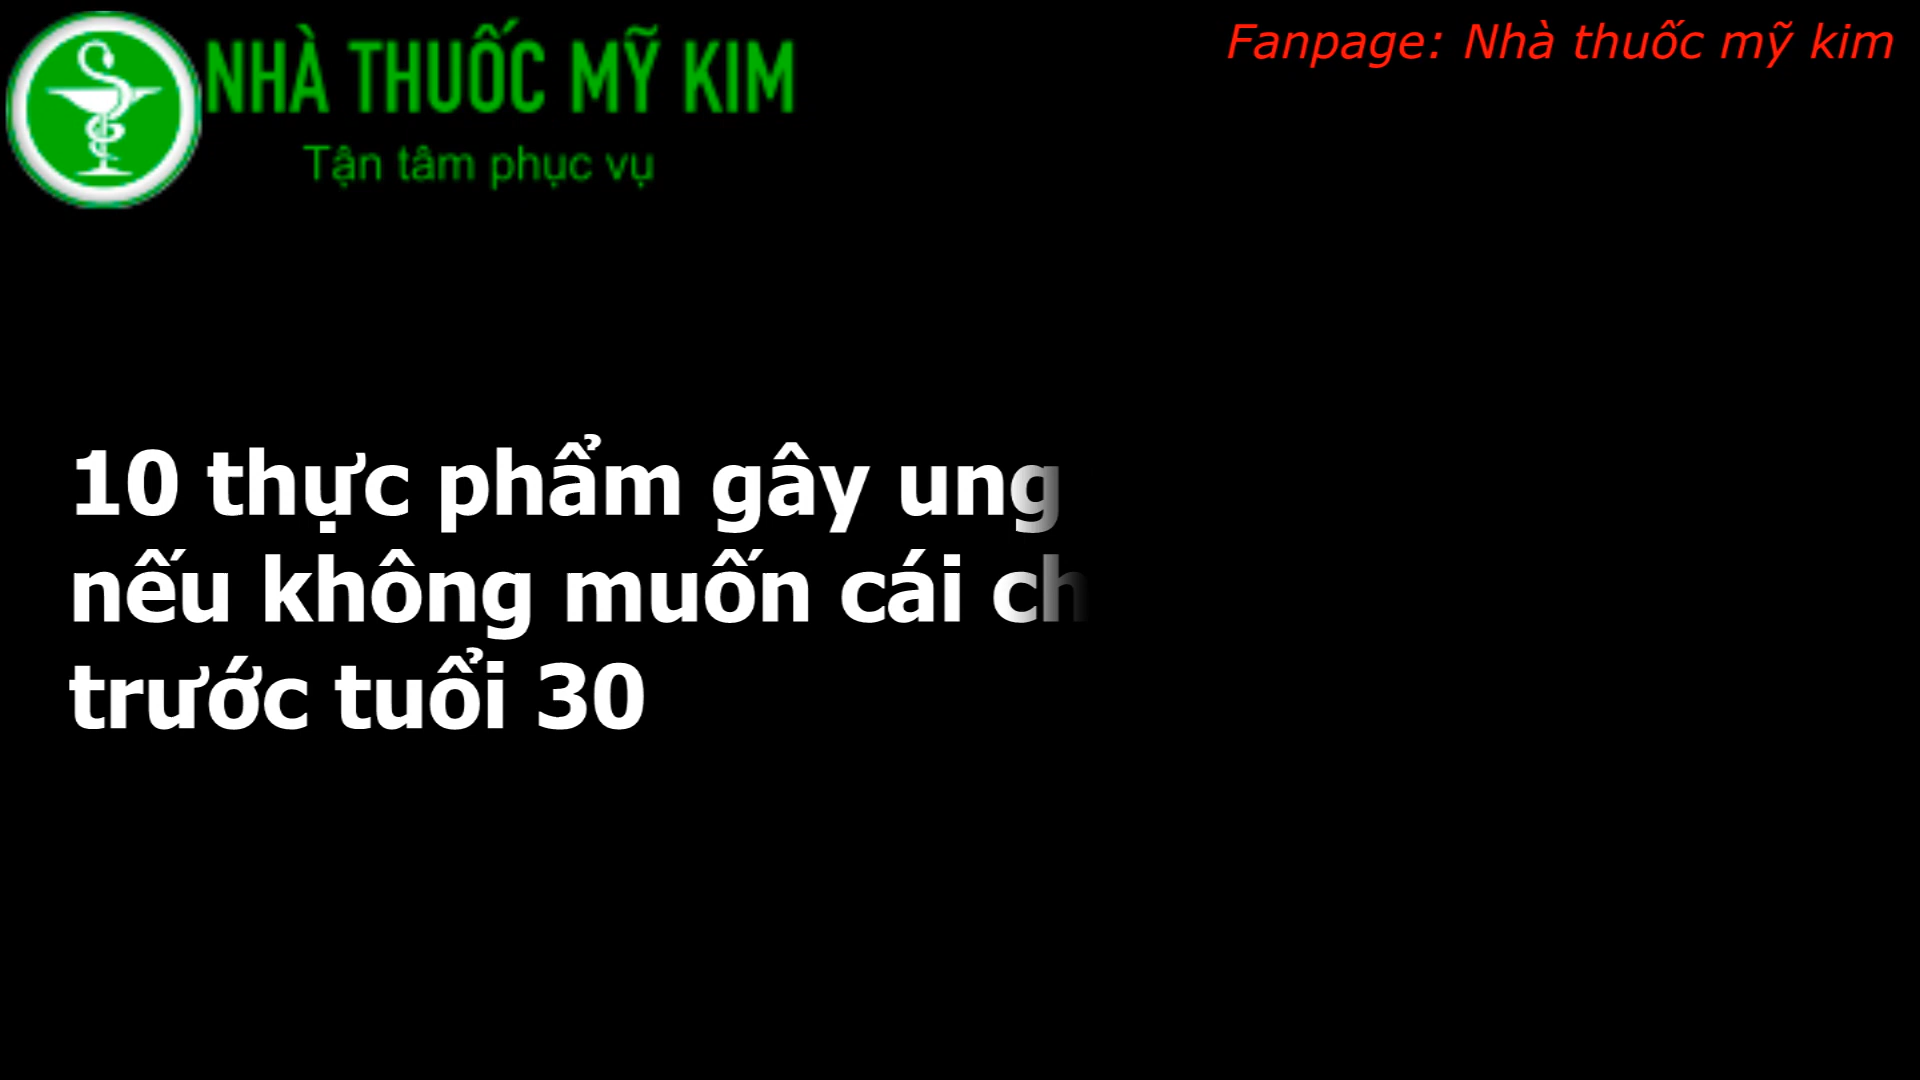 NHÀ THUỐC MỸ KIM
Tận tâm phục vụ
Fanpage: Nhà thuốc mỹ kim
10 thực phẩm gây ung
nếu không muốn cái
trước tuổi 30